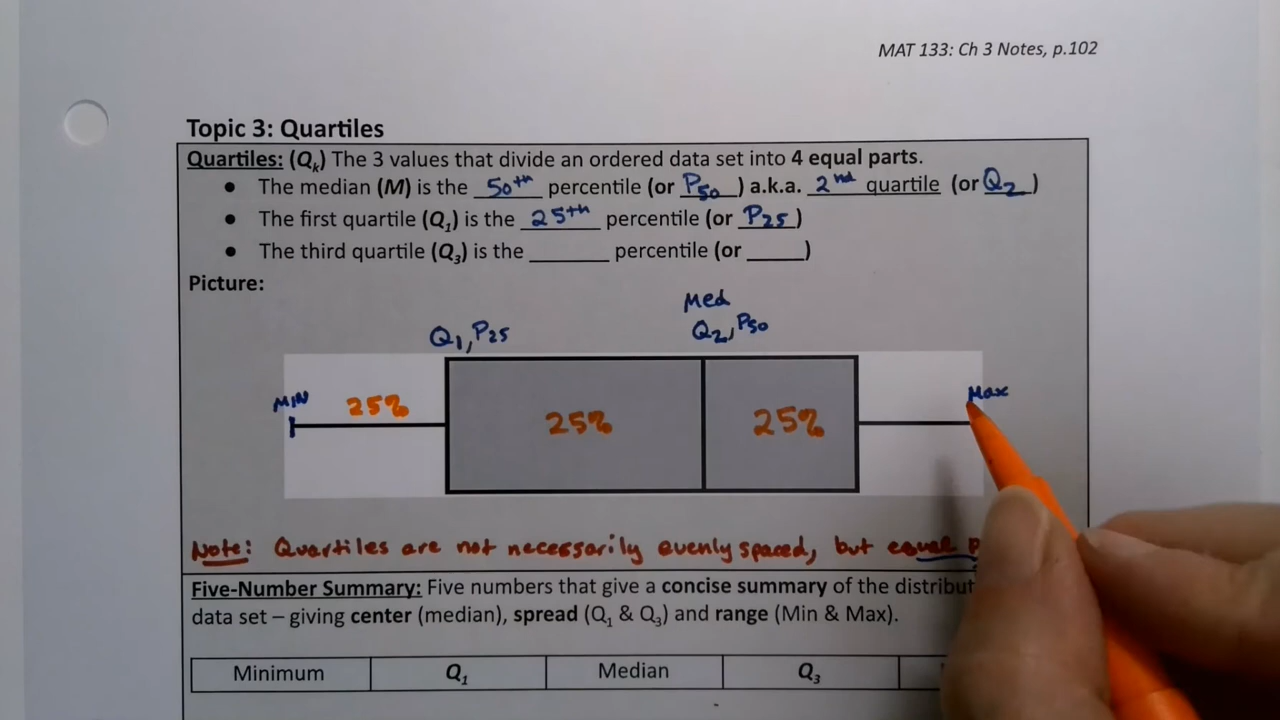 MAT 133: Ch 3 Notes, p.102
Topic 3: Quartiles
Quartiles: (Qk) The 3 values that divide an ordered data set into 4 equal parts.
• The median (M) is the 50th percentile (or P50) a.k.a. 2nd quartile (or Q2)
• The first quartile (Q1) is the 25th percentile (or P25)
• The third quartile (Q3) is the ______ percentile (or ____)
Picture:
Med
Q1, P25 Q2, P50
MIN 25% 25% 25% Max
Note: Quartiles are not necessarily evenly spaced, but equal
Five-Number Summary: Five numbers that give a concise summary of the
data set – giving center (median), spread (Q1 & Q3) and range (Min & Max).
Minimum Q1 Median Q3